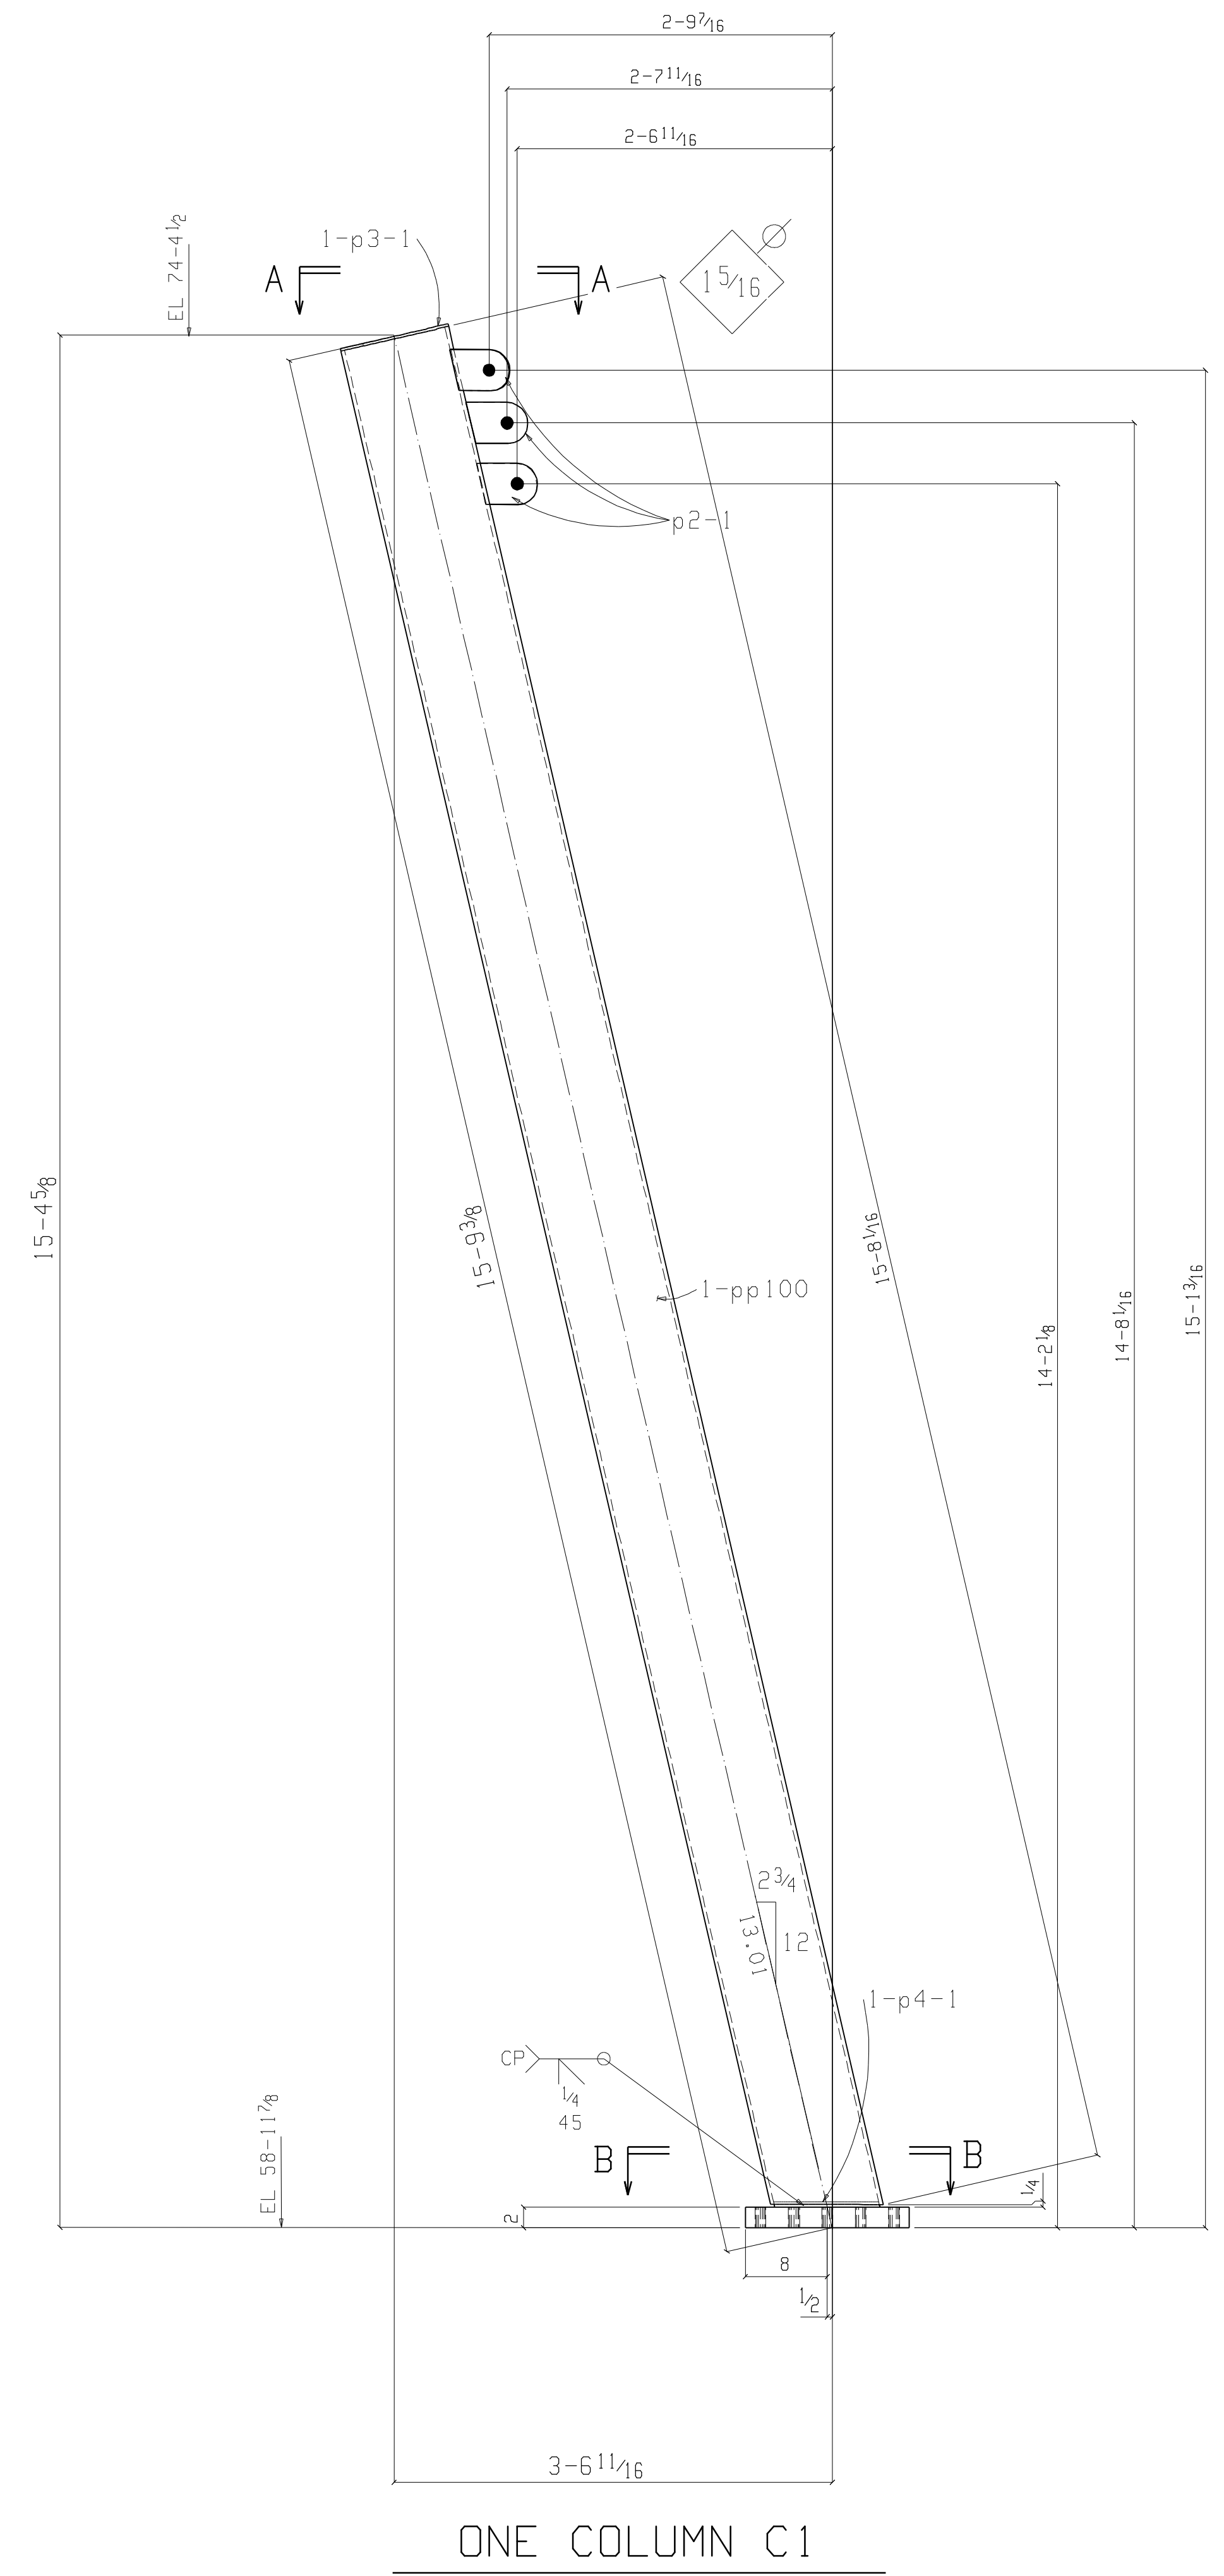 2-9 7/16
2-7 11/16
2-6 11/16
EL 74-4 1/2
1-p3-1
A
A
1 5/16
p2-1
15-4 5/8
15-9 3/8
15-8 1/16
1-pp100
14-2 1/8
14-8 1/16
15-1 3/16
2 3/4
12
13.01
1-p4-1
CP
1/4
45
EL 58-11 7/8
B
B
1/4
2
8
1/2
3-6 11/16
ONE COLUMN C1